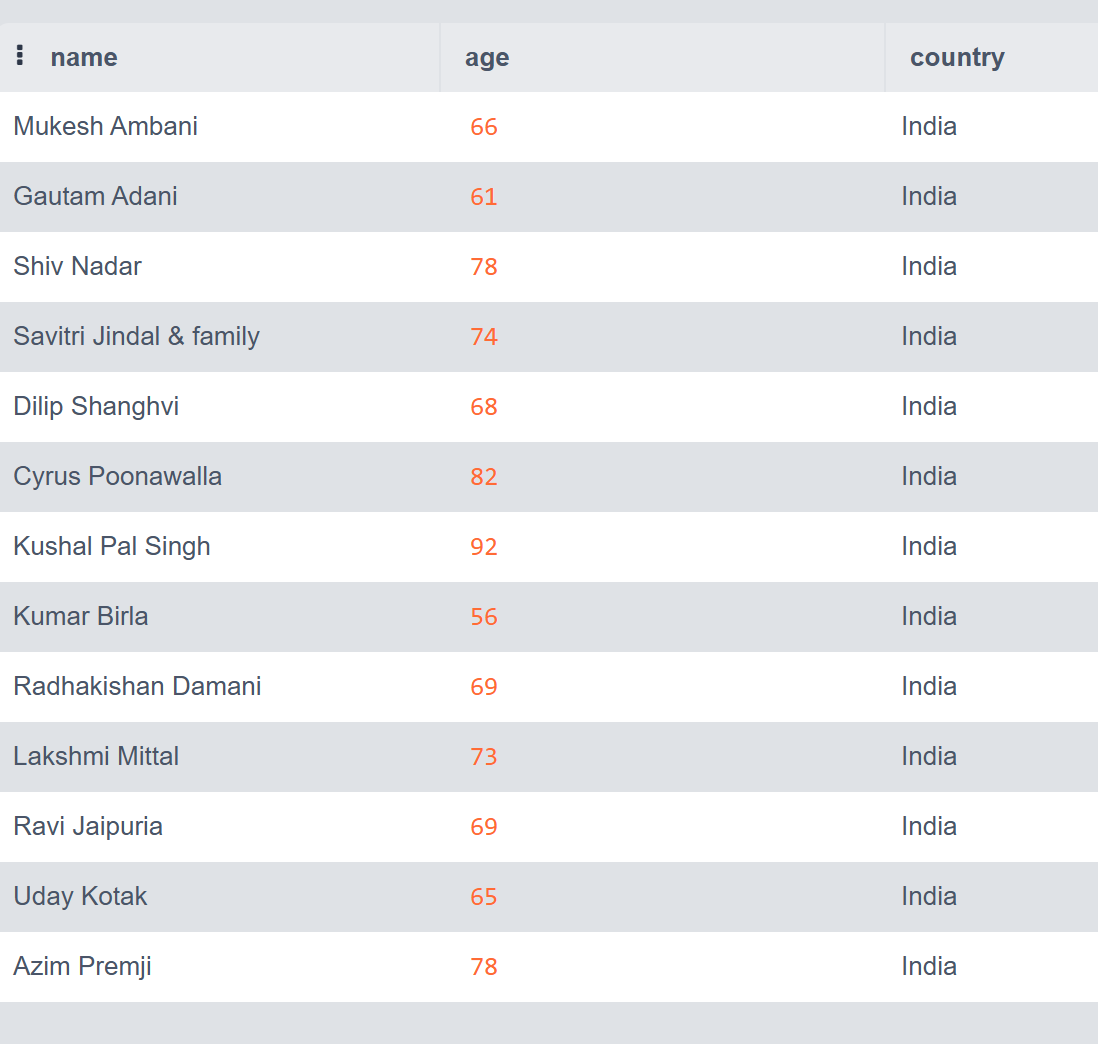 name age country
Mukesh Ambani 66 India
Gautam Adani 61 India
Shiv Nadar 78 India
Savitri Jindal & family 74 India
Dilip Shanghvi 68 India
Cyrus Poonawalla 82 India
Kushal Pal Singh 92 India
Kumar Birla 56 India
Radhakishan Damani 69 India
Lakshmi Mittal 73 India
Ravi Jaipuria 69 India
Uday Kotak 65 India
Azim Premji 78 India